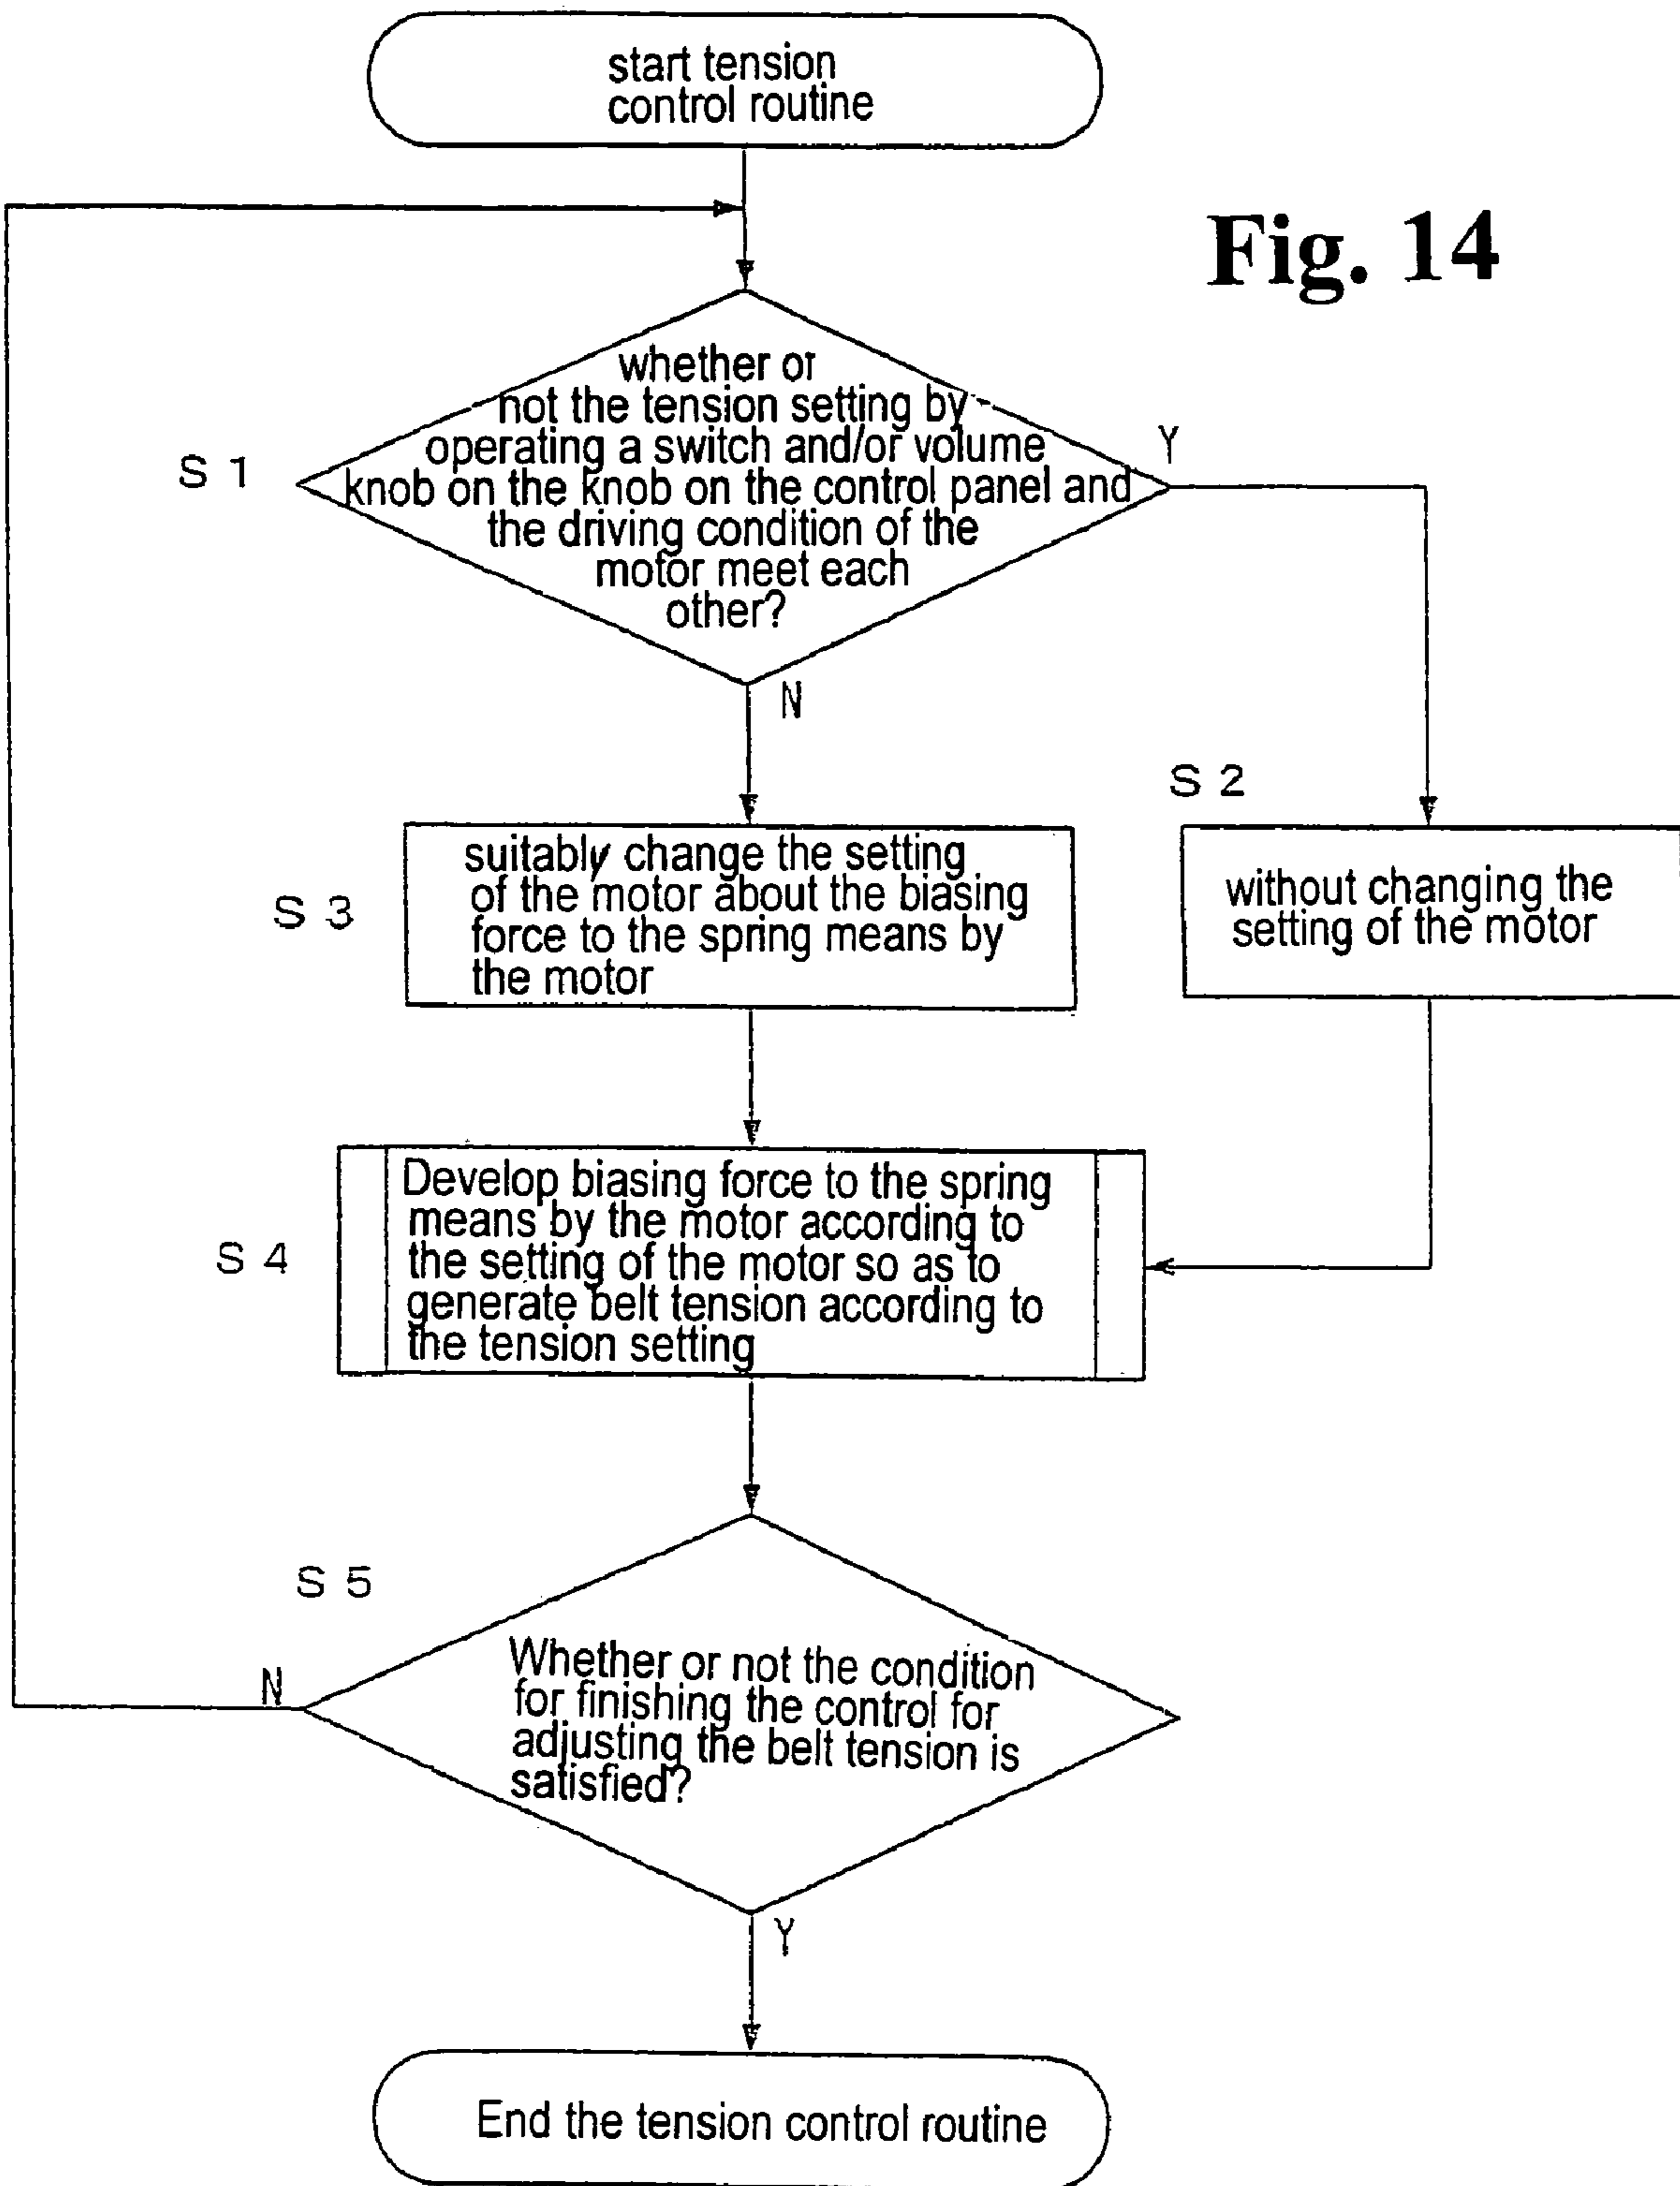 start tension
control routine
Fig. 14
whether or
not the tension setting by
operating a switch and/or volume
knob on the knob on the control panel and
the driving condition of the
motor meet each
other?
S 1
Y
N
S 2
suitably change the setting
of the motor about the biasing
force to the spring means by
the motor
S 3
without changing the
setting of the motor
Develop biasing force to the spring
means by the motor according to
the setting of the motor so as to
generate belt tension according to
the tension setting
S 4
S 5
Whether or not the condition
for finishing the control for
adjusting the belt tension is
satisfied?
N
Y
End the tension control routine